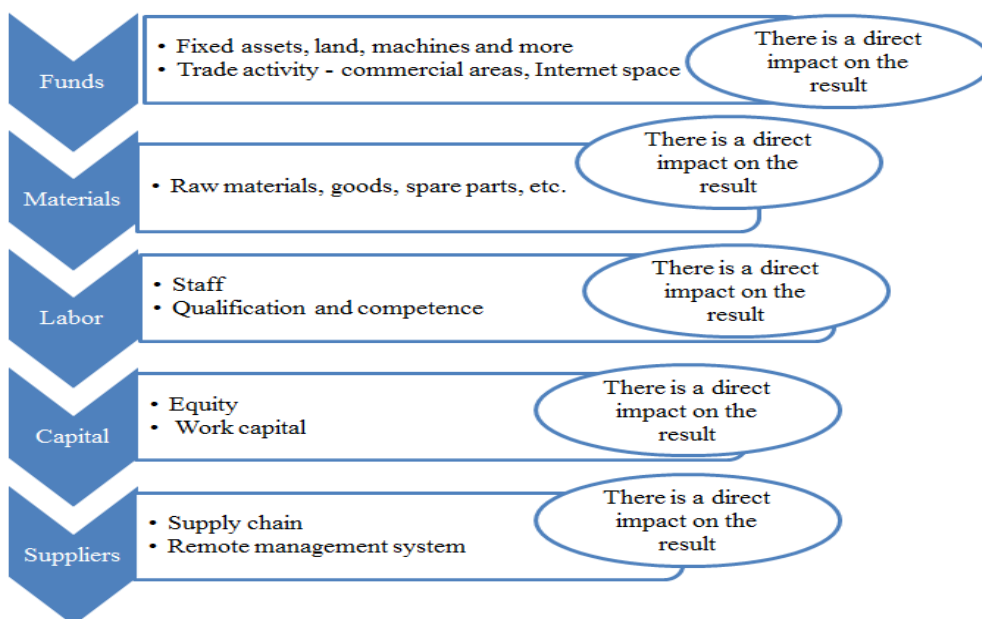 Funds
• Fixed assets, land, machines and more
• Trade activity - commercial areas, Internet space
There is a direct
impact on the
result
Materials
• Raw materials, goods, spare parts, etc.
There is a direct
impact on the
result
Labor
• Staff
• Qualification and competence
There is a direct
impact on the
result
Capital
• Equity
• Work capital
There is a direct
impact on the
result
Suppliers
• Supply chain
• Remote management system
There is a direct
impact on the
result